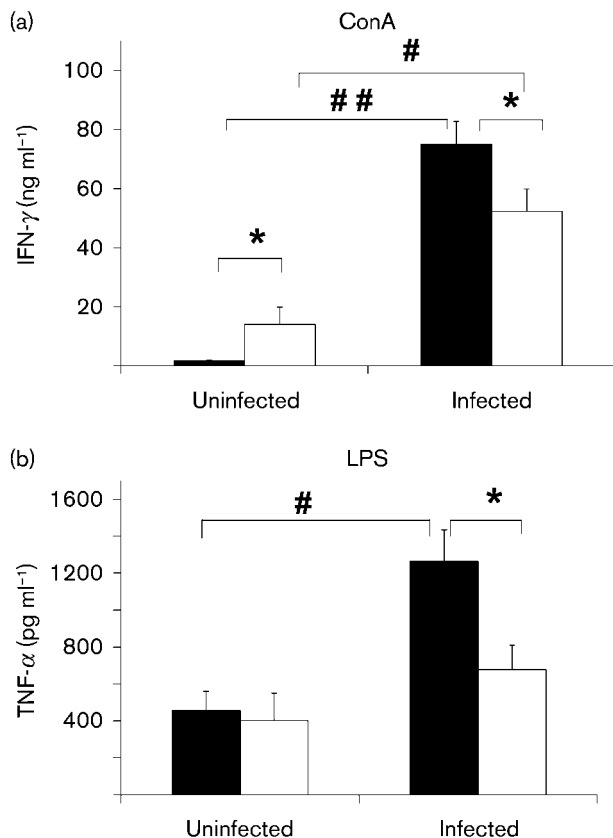 (a)
ConA
100
80
60
40
20
IFN-γ (ng ml⁻¹)
#
# #
*
*
Uninfected Infected
(b)
LPS
1600
1200
800
400
TNF-α (pg ml⁻¹)
#
*
Uninfected Infected